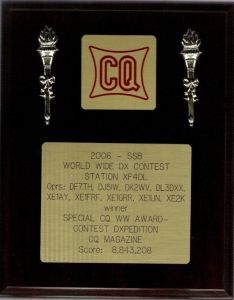 CQ
2006 - SSB
WORLD WIDE DX CONTEST
STATION XF4DL
Oprs: DF7TH, DJ5IW, DK2WV, DL3DXX,
XE1AY, XE1FRF, XE1GRR, XE1UN, XE2K
winner
SPECIAL CQ WW AWARD-
CONTEST DXPEDITION
CQ MAGAZINE
Score: 8,843,208